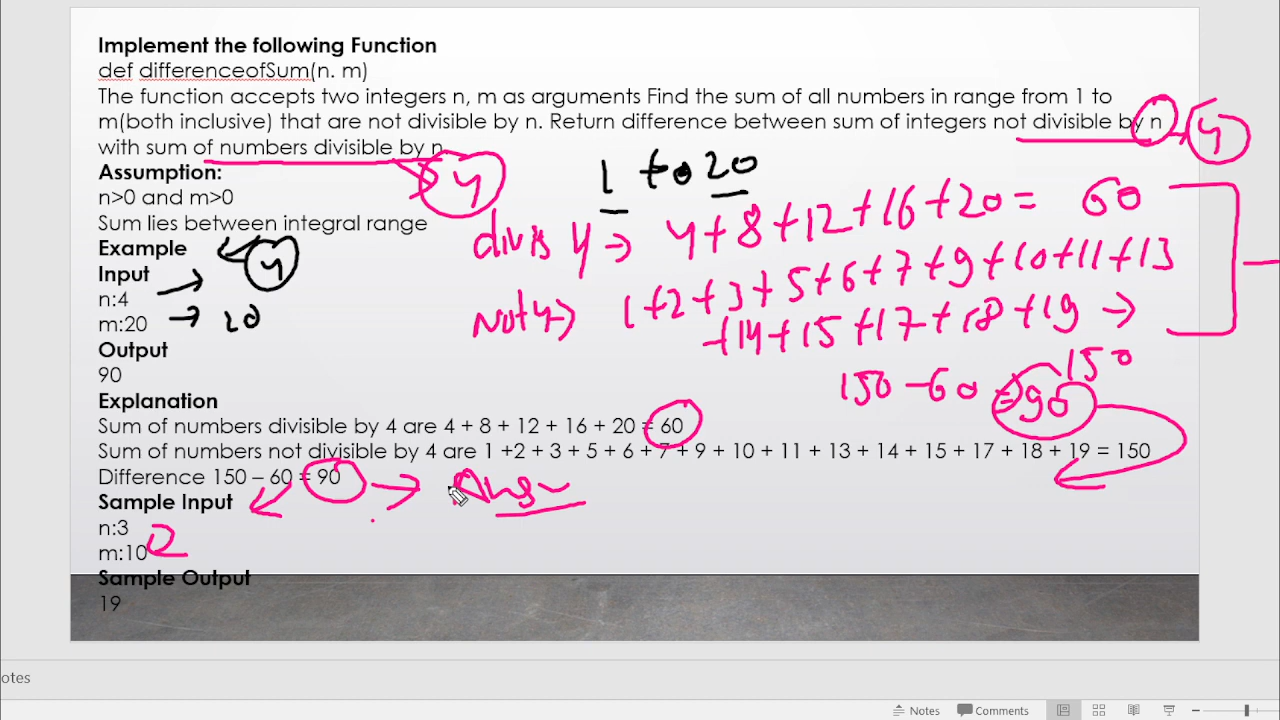 Implement the following Function
def differenceofSum(n. m)
The function accepts two integers n, m as arguments Find the sum of all numbers in range from 1 to
m(both inclusive) that are not divisible by n. Return difference between sum of integers not divisible by n
with sum of numbers divisible by n.
4
Assumption:
4
1 to 20
n>0 and m>0
Sum lies between integral range
divis 4 → 4+8+12+16+20= 60
Example
4
Input
n:4
not 4→ 1+2+3+5+6+7+9+10+11+13
+14+15+17+18+19 →
150
m:20 → 20
Output
90
150-60 = 90
Explanation
Sum of numbers divisible by 4 are 4 + 8 + 12 + 16 + 20 = 60
Sum of numbers not divisible by 4 are 1 +2 + 3 + 5 + 6 + 7 + 9 + 10 + 11 + 13 + 14 + 15 + 17 + 18 + 19 = 150
Difference 150 – 60 = 90 → Ans
Sample Input
n:3
m:10
Sample Output
19
otes
Notes
Comments